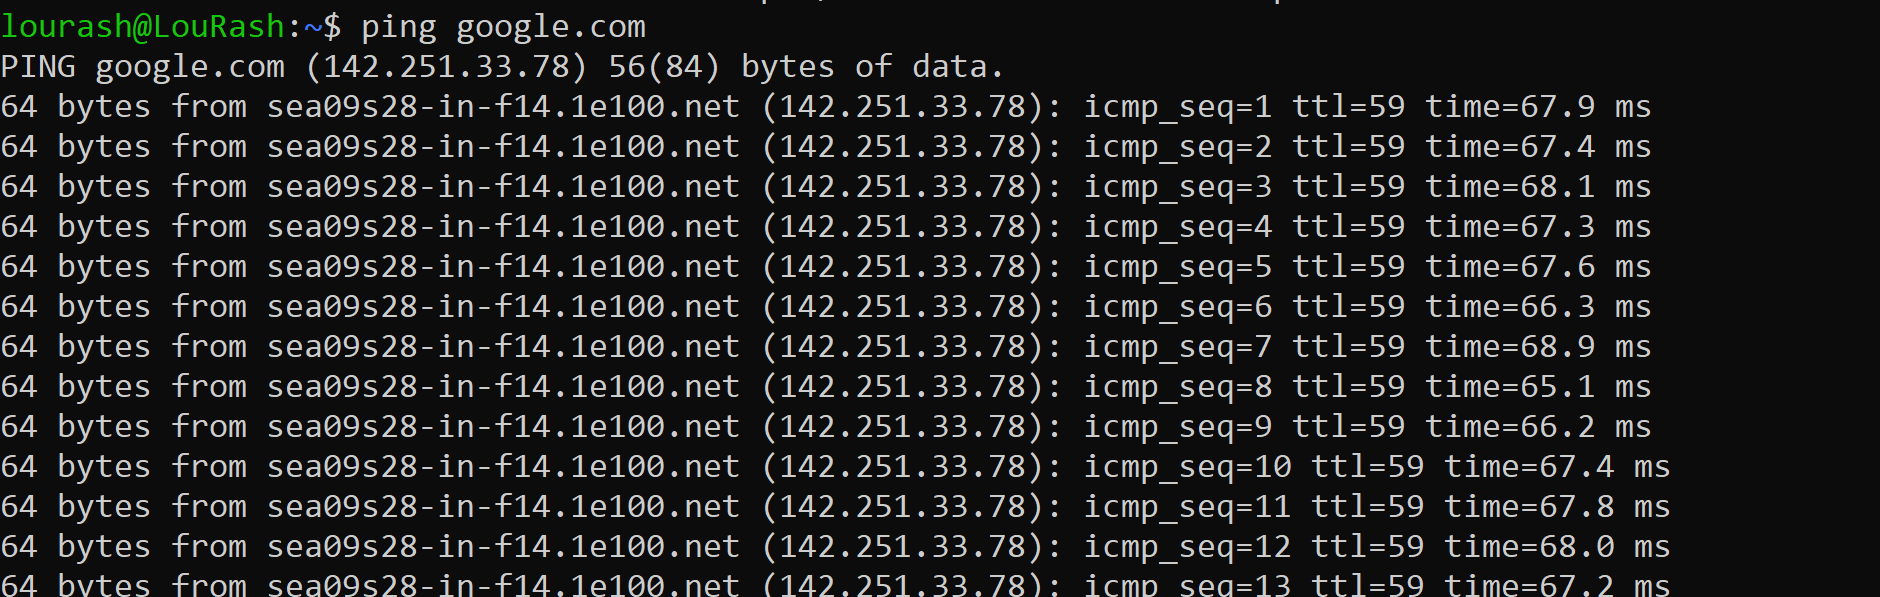 lourash@LouRash:~$ ping google.com
PING google.com (142.251.33.78) 56(84) bytes of data.
64 bytes from sea09s28-in-f14.1e100.net (142.251.33.78): icmp_seq=1 ttl=59 time=67.9 ms
64 bytes from sea09s28-in-f14.1e100.net (142.251.33.78): icmp_seq=2 ttl=59 time=67.4 ms
64 bytes from sea09s28-in-f14.1e100.net (142.251.33.78): icmp_seq=3 ttl=59 time=68.1 ms
64 bytes from sea09s28-in-f14.1e100.net (142.251.33.78): icmp_seq=4 ttl=59 time=67.3 ms
64 bytes from sea09s28-in-f14.1e100.net (142.251.33.78): icmp_seq=5 ttl=59 time=67.6 ms
64 bytes from sea09s28-in-f14.1e100.net (142.251.33.78): icmp_seq=6 ttl=59 time=66.3 ms
64 bytes from sea09s28-in-f14.1e100.net (142.251.33.78): icmp_seq=7 ttl=59 time=68.9 ms
64 bytes from sea09s28-in-f14.1e100.net (142.251.33.78): icmp_seq=8 ttl=59 time=65.1 ms
64 bytes from sea09s28-in-f14.1e100.net (142.251.33.78): icmp_seq=9 ttl=59 time=66.2 ms
64 bytes from sea09s28-in-f14.1e100.net (142.251.33.78): icmp_seq=10 ttl=59 time=67.4 ms
64 bytes from sea09s28-in-f14.1e100.net (142.251.33.78): icmp_seq=11 ttl=59 time=67.8 ms
64 bytes from sea09s28-in-f14.1e100.net (142.251.33.78): icmp_seq=12 ttl=59 time=68.0 ms
64 bytes from sea09s28-in-f14.1e100.net (142.251.33.78): icmp_seq=13 ttl=59 time=67.2 ms